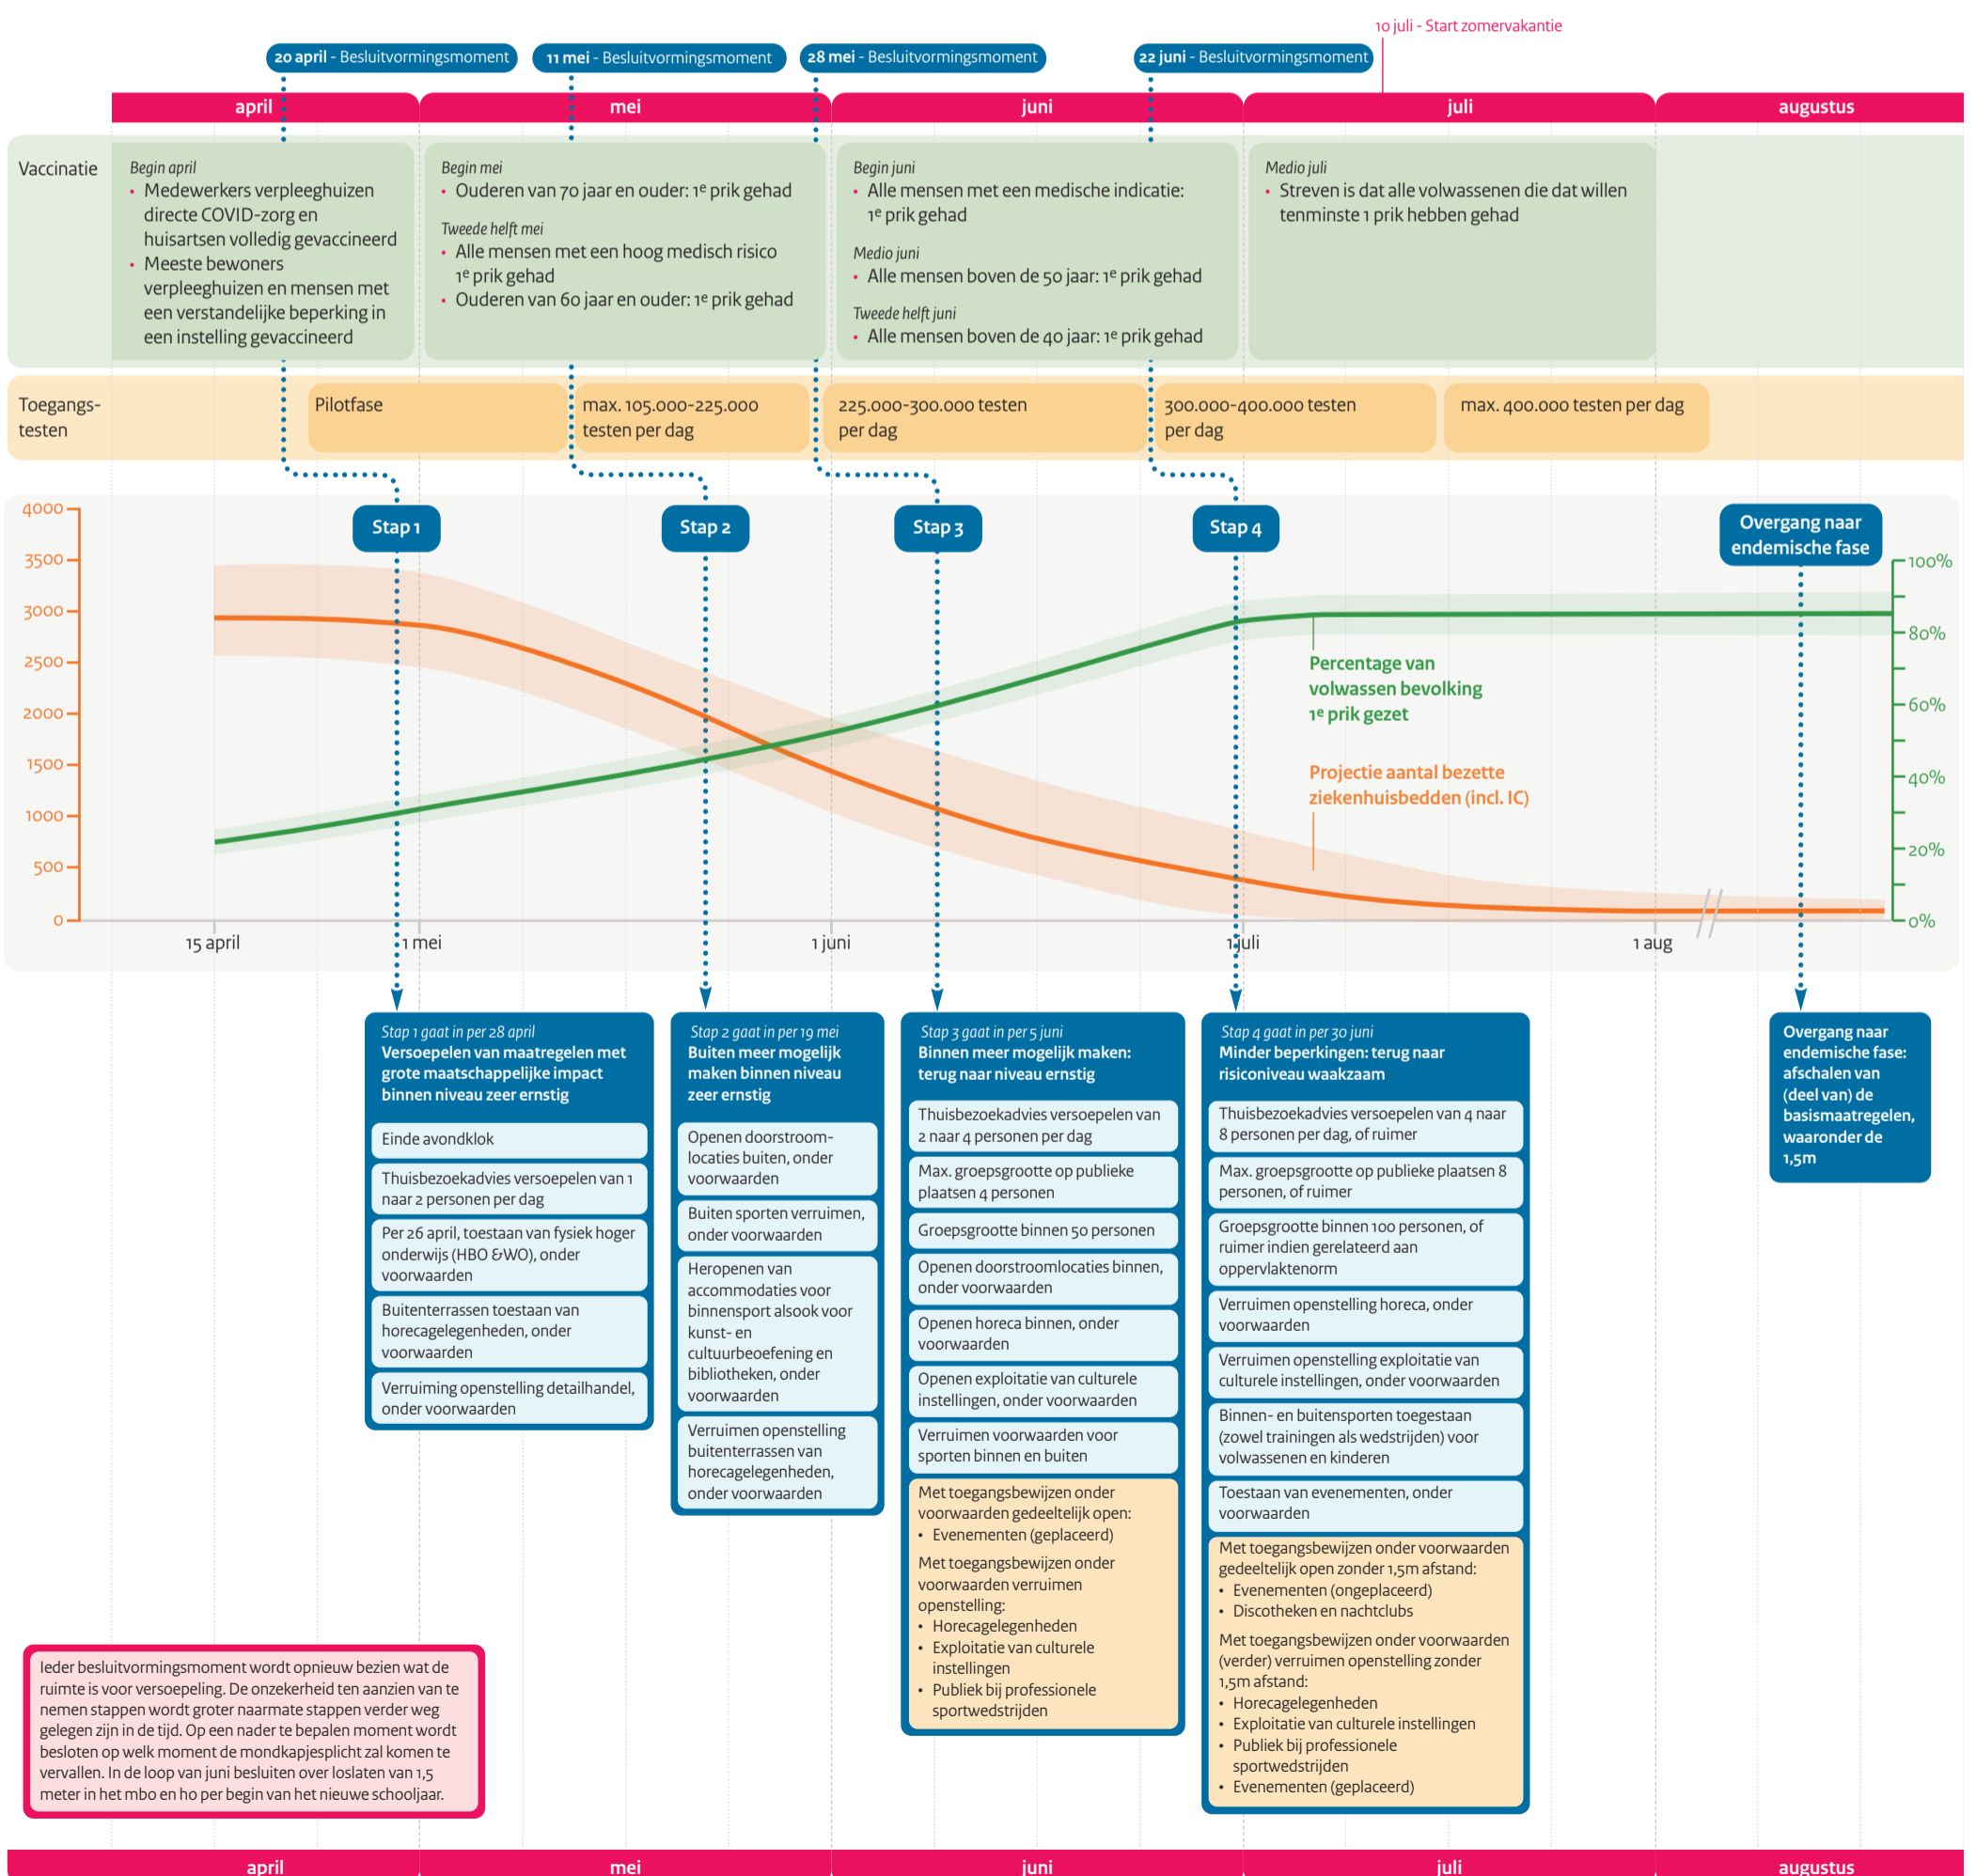 10 juli - Start zomervakantie
20 april - Besluitvormingsmoment
11 mei - Besluitvormingsmoment
28 mei - Besluitvormingsmoment
22 juni - Besluitvormingsmoment
april
mei
juni
juli
augustus
Vaccinatie
Begin april
• Medewerkers verpleeghuizen
directe COVID-zorg en
huisartsen volledig gevaccineerd
• Meeste bewoners
verpleeghuizen en mensen met
een verstandelijke beperking in
een instelling gevaccineerd
Begin mei
• Ouderen van 70 jaar en ouder: 1e prik gehad
Tweede helft mei
• Alle mensen met een hoog medisch risico
1e prik gehad
• Ouderen van 60 jaar en ouder: 1e prik gehad
Begin juni
• Alle mensen met een medische indicatie:
1e prik gehad
Medio juni
• Alle mensen boven de 50 jaar: 1e prik gehad
Tweede helft juni
• Alle mensen boven de 40 jaar: 1e prik gehad
Medio juli
• Streven is dat alle volwassenen die dat willen
tenminste 1 prik hebben gehad
Toegangs-
testen
Pilotfase
max. 105.000-225.000
testen per dag
225.000-300.000 testen
per dag
300.000-400.000 testen
per dag
max. 400.000 testen per dag
4000
3500
3000
2500
2000
1500
1000
500
0
Stap 1
Stap 2
Stap 3
Stap 4
Overgang naar
endemische fase
100%
80%
60%
40%
20%
0%
Percentage van
volwassen bevolking
1e prik gezet
Projectie aantal bezette
ziekenhuisbedden (incl. IC)
15 april
1 mei
1 juni
1 juli
1 aug
Stap 1 gaat in per 28 april
Versoepelen van maatregelen met
grote maatschappelijke impact
binnen niveau zeer ernstig
Einde avondklok
Thuisbezoekadvies versoepelen van 1
naar 2 personen per dag
Per 26 april, toestaan van fysiek hoger
onderwijs (HBO &WO), onder
voorwaarden
Buitenterrassen toestaan van
horecagelegenheden, onder
voorwaarden
Verruiming openstelling detailhandel,
onder voorwaarden
Stap 2 gaat in per 19 mei
Buiten meer mogelijk
maken binnen niveau
zeer ernstig
Openen doorstroom-
locaties buiten, onder
voorwaarden
Buiten sporten verruimen,
onder voorwaarden
Heropenen van
accommodaties voor
binnensport alsook voor
kunst- en
cultuurbeoefening en
bibliotheken, onder
voorwaarden
Verruimen openstelling
buitenterrassen van
horecagelegenheden,
onder voorwaarden
Stap 3 gaat in per 5 juni
Binnen meer mogelijk maken:
terug naar niveau ernstig
Thuisbezoekadvies versoepelen van
2 naar 4 personen per dag
Max. groepsgrootte op publieke
plaatsen 4 personen
Groepsgrootte binnen 50 personen
Openen doorstroomlocaties binnen,
onder voorwaarden
Openen horeca binnen, onder
voorwaarden
Openen exploitatie van culturele
instellingen, onder voorwaarden
Verruimen voorwaarden voor
sporten binnen en buiten
Met toegangsbewijzen onder
voorwaarden gedeeltelijk open:
• Evenementen (geplaceerd)
Met toegangsbewijzen onder
voorwaarden verruimen
openstelling:
• Horecagelegenheden
• Exploitatie van culturele
instellingen
• Publiek bij professionele
sportwedstrijden
Stap 4 gaat in per 30 juni
Minder beperkingen: terug naar
risiconiveau waakzaam
Thuisbezoekadvies versoepelen van 4 naar
8 personen per dag, of ruimer
Max. groepsgrootte op publieke plaatsen 8
personen, of ruimer
Groepsgrootte binnen 100 personen, of
ruimer indien gerelateerd aan
oppervlaktenorm
Verruimen openstelling horeca, onder
voorwaarden
Verruimen openstelling exploitatie van
culturele instellingen, onder voorwaarden
Binnen- en buitensporten toegestaan
(zowel trainingen als wedstrijden) voor
volwassenen en kinderen
Toestaan van evenementen, onder
voorwaarden
Met toegangsbewijzen onder voorwaarden
gedeeltelijk open zonder 1,5m afstand:
• Evenementen (ongeplaceerd)
• Discotheken en nachtclubs
Met toegangsbewijzen onder voorwaarden
(verder) verruimen openstelling zonder
1,5m afstand:
• Horecagelegenheden
• Exploitatie van culturele instellingen
• Publiek bij professionele
sportwedstrijden
• Evenementen (geplaceerd)
Overgang naar
endemische fase:
afschalen van
(deel van) de
basismaatregelen,
waaronder de
1,5m
Ieder besluitvormingsmoment wordt opnieuw bezien wat de
ruimte is voor versoepeling. De onzekerheid ten aanzien van te
nemen stappen wordt groter naarmate stappen verder weg
gelegen zijn in de tijd. Op een nader te bepalen moment wordt
besloten op welk moment de mondkapjesplicht zal komen te
vervallen. In de loop van juni besluiten over loslaten van 1,5
meter in het mbo en ho per begin van het nieuwe schooljaar.
april
mei
juni
juli
augustus